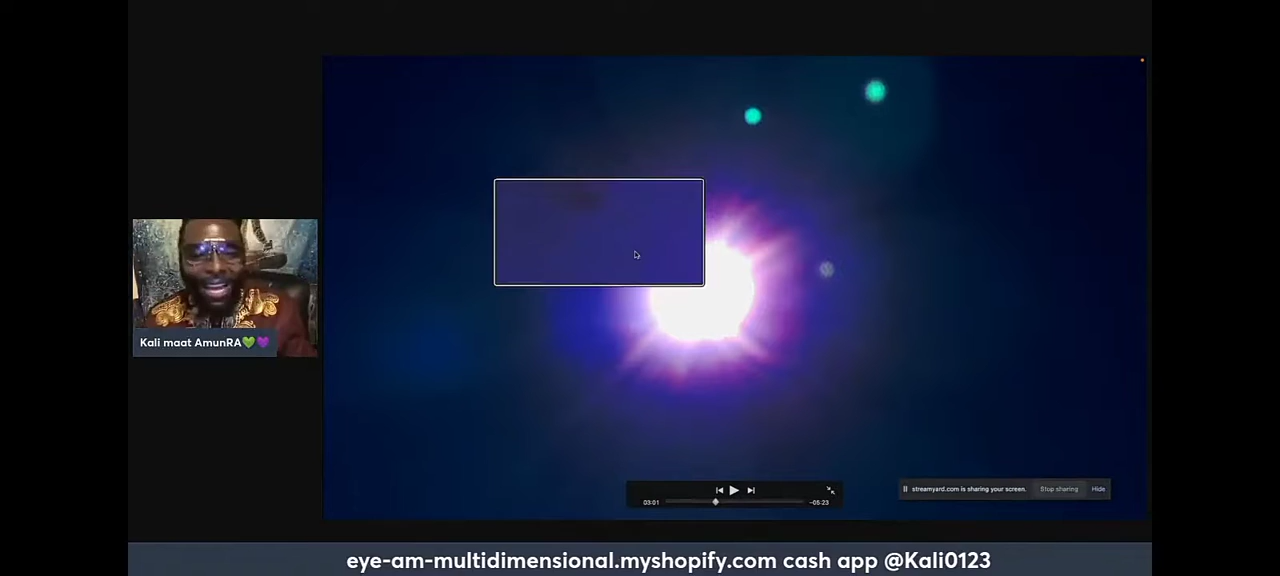 Kali maat AmunRA💚💜
03:01
-05:23
streamyard.com is sharing your screen.
Stop sharing
Hide
eye-am-multidimensional.myshopify.com cash app @Kali0123